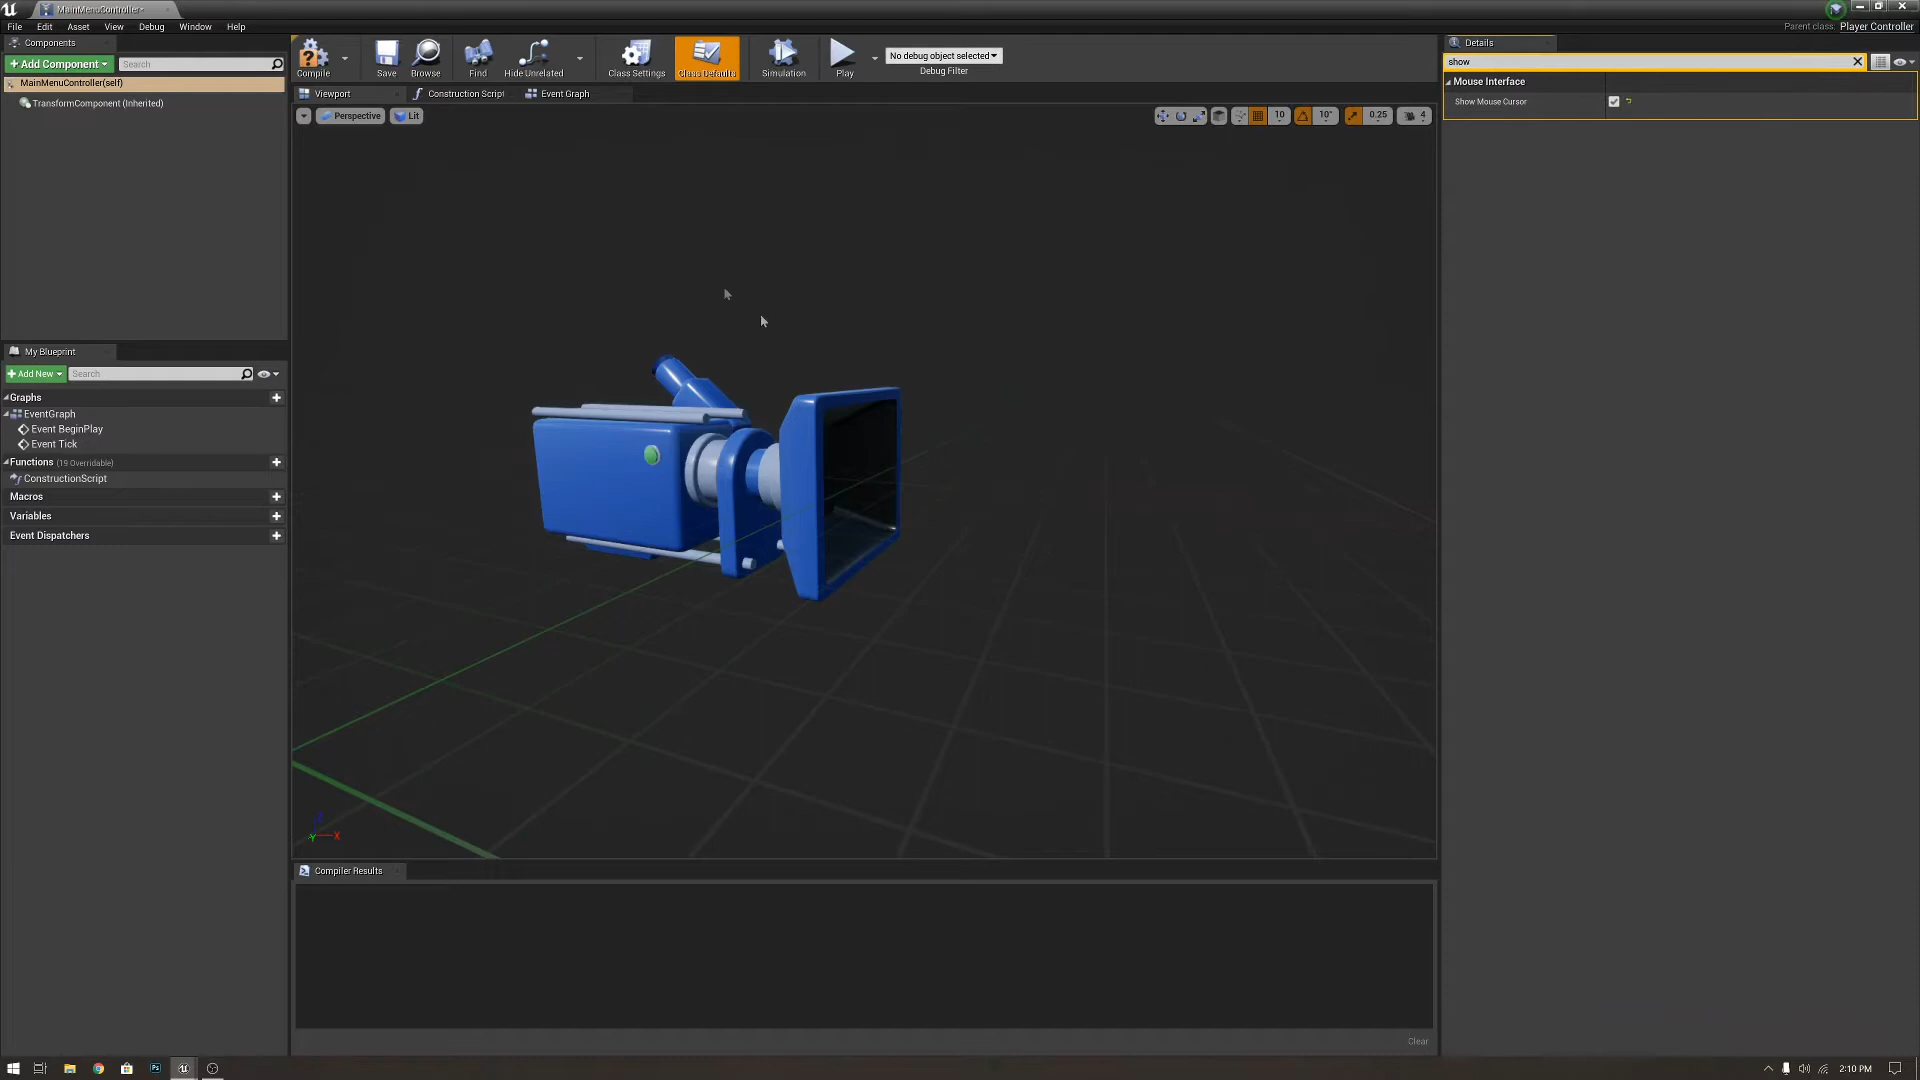 MainMenuController*
File Edit Asset View Debug Window Help
Parent class: Player Controller
Components
+ Add Component Search
MainMenuController(self)
TransformComponent (Inherited)
My Blueprint
+ Add New Search
Graphs
EventGraph
Event BeginPlay
Event Tick
Functions (19 Overridable)
ConstructionScript
Macros
Variables
Event Dispatchers
Compile Save Browse Find Hide Unrelated Class Settings Class Defaults Simulation Play
No debug object selected
Debug Filter
Viewport Construction Script Event Graph
Perspective Lit
10 10° 0.25 4
X
Y
Compiler Results
Clear
Details
show
Mouse Interface
Show Mouse Cursor
2:10 PM